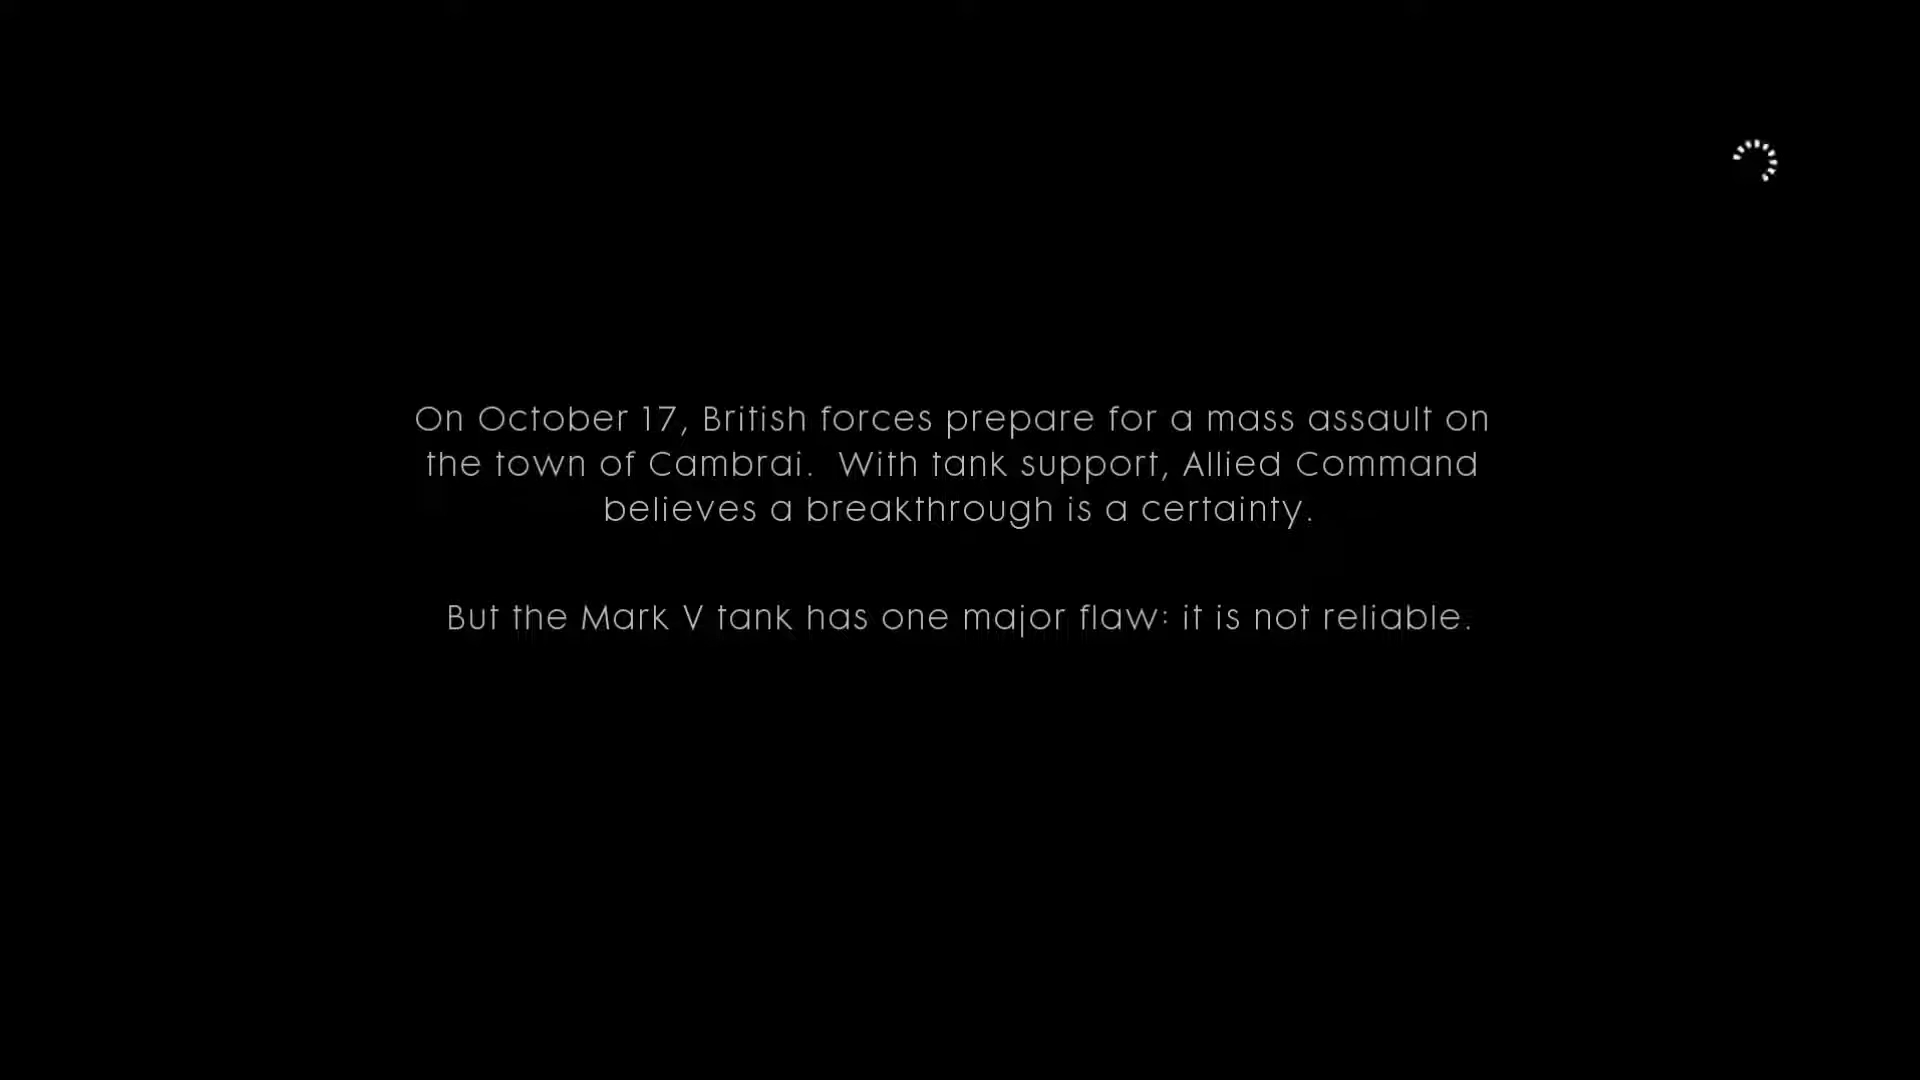 On October 17, British forces prepare for a mass assault on
the town of Cambrai.  With tank support, Allied Command
believes a breakthrough is a certainty.
But the Mark V tank has one major flaw: it is not reliable.